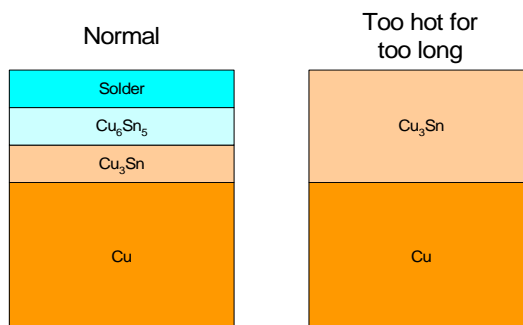 Normal
Solder
Cu₆Sn₅
Cu₃Sn
Cu
Too hot for
too long
Cu₃Sn
Cu